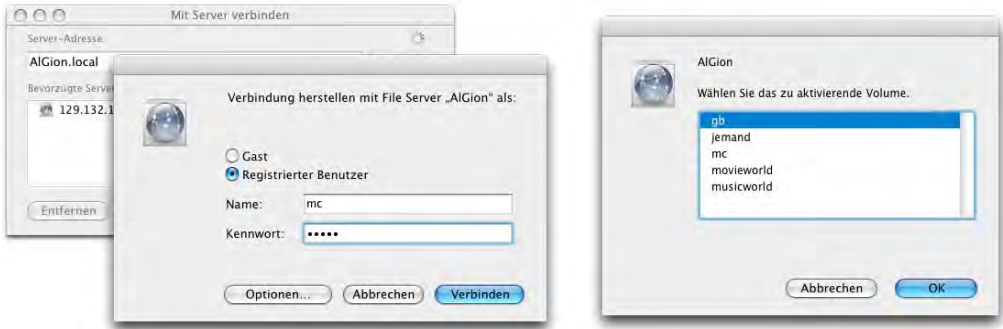 Mit Server verbinden
Server-Adresse:
AlGion.local
Bevorzugte Serve
129.132.1
Entfernen
Verbindung herstellen mit File Server „AlGion“ als:
Gast
Registrierter Benutzer
Name: mc
Kennwort: •••••
Optionen... Abbrechen Verbinden
AlGion
Wählen Sie das zu aktivierende Volume.
gb
jemand
mc
movieworld
musicworld
Abbrechen OK